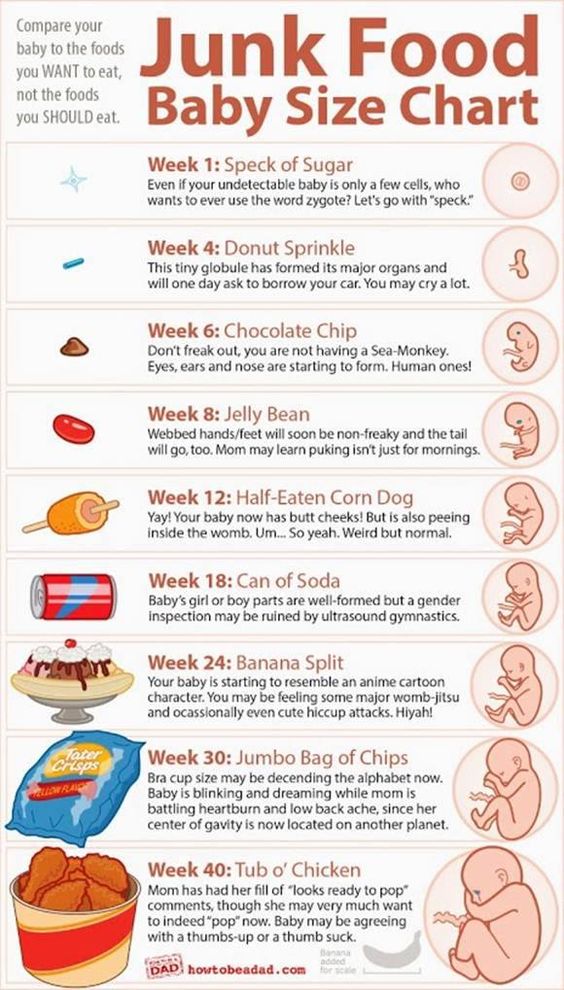 Compare your
baby to the foods
you WANT to eat,
not the foods
you SHOULD eat.
Junk Food
Baby Size Chart
Week 1: Speck of Sugar
Even if your undetectable baby is only a few cells, who
wants to ever use the word zygote? Let's go with "speck."
Week 4: Donut Sprinkle
This tiny globule has formed its major organs and
will one day ask to borrow your car. You may cry a lot.
Week 6: Chocolate Chip
Don't freak out, you are not having a Sea-Monkey.
Eyes, ears and nose are starting to form. Human ones!
Week 8: Jelly Bean
Webbed hands/feet will soon be non-freaky and the tail
will go, too. Mom may learn puking isn't just for mornings.
Week 12: Half-Eaten Corn Dog
Yay! Your baby now has butt cheeks! But is also peeing
inside the womb. Um... So yeah. Weird but normal.
Week 18: Can of Soda
Baby's girl or boy parts are well-formed but a gender
inspection may be ruined by ultrasound gymnastics.
Week 24: Banana Split
Your baby is starting to resemble an anime cartoon
character. You may be feeling some major womb-jitsu
and ocassionally even cute hiccup attacks. Hiyah!
Tater
Crisps
YELLOW FLAVOR
Week 30: Jumbo Bag of Chips
Bra cup size may be decending the alphabet now.
Baby is blinking and dreaming while mom is
battling heartburn and low back ache, since her
center of gavity is now located on another planet.
Week 40: Tub o' Chicken
Mom has had her fill of "looks ready to pop"
comments, though she may very much want
to indeed "pop" now. Baby may be agreeing
with a thumbs-up or a thumb suck.
Banana
added
for scale
DAD
howtobeadad.com